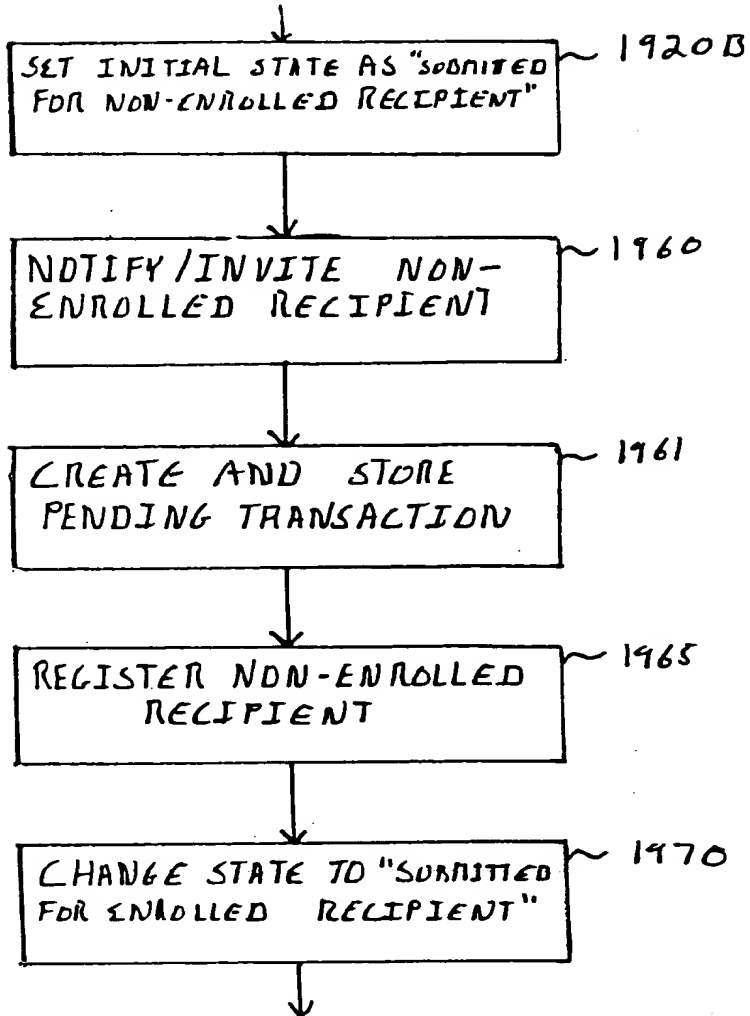 SET INITIAL STATE AS "SUBMITTED
FOR NON-ENROLLED RECIPIENT"
1920B
NOTIFY/INVITE NON-
ENROLLED RECIPIENT
1960
CREATE AND STORE
PENDING TRANSACTION
1961
REGISTER NON-ENROLLED
RECIPIENT
1965
CHANGE STATE TO "SUBMITTED
FOR ENROLLED RECIPIENT"
1970